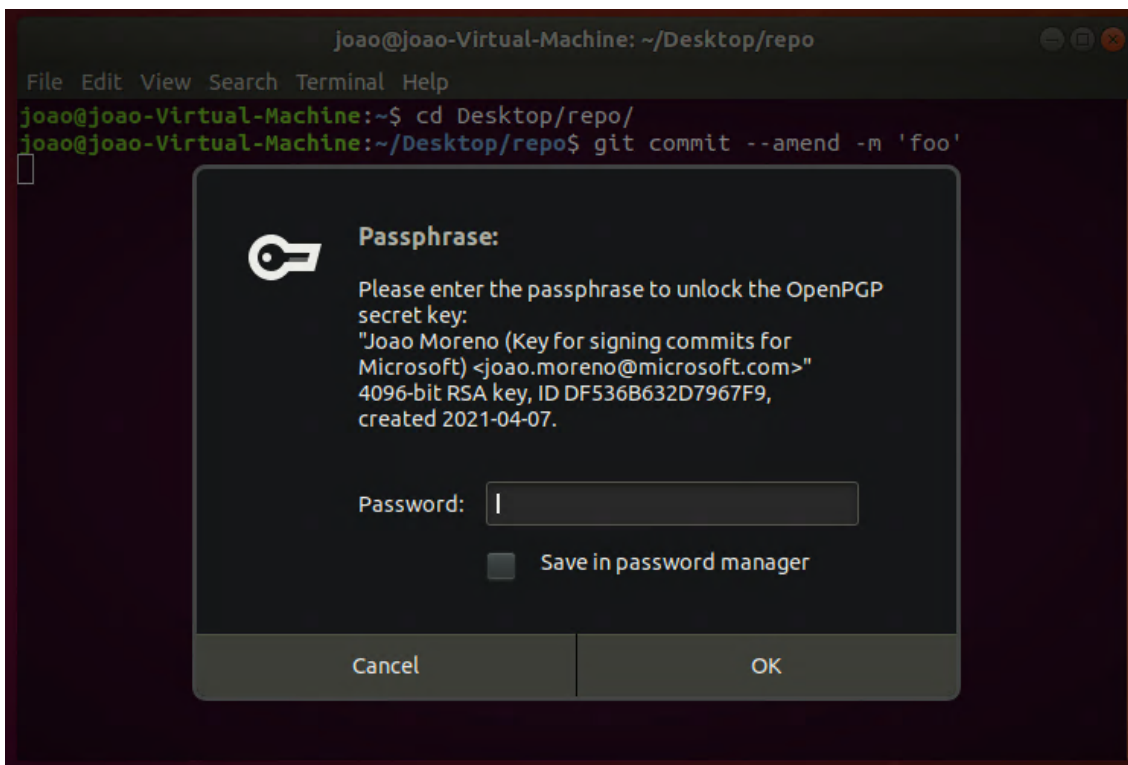 joao@joao-Virtual-Machine: ~/Desktop/repo
File Edit View Search Terminal Help
joao@joao-Virtual-Machine:~$ cd Desktop/repo/
joao@joao-Virtual-Machine:~/Desktop/repo$ git commit --amend -m 'foo'
Passphrase:
Please enter the passphrase to unlock the OpenPGP
secret key:
"Joao Moreno (Key for signing commits for
Microsoft) <joao.moreno@microsoft.com>"
4096-bit RSA key, ID DF536B632D7967F9,
created 2021-04-07.
Password:
Save in password manager
Cancel OK